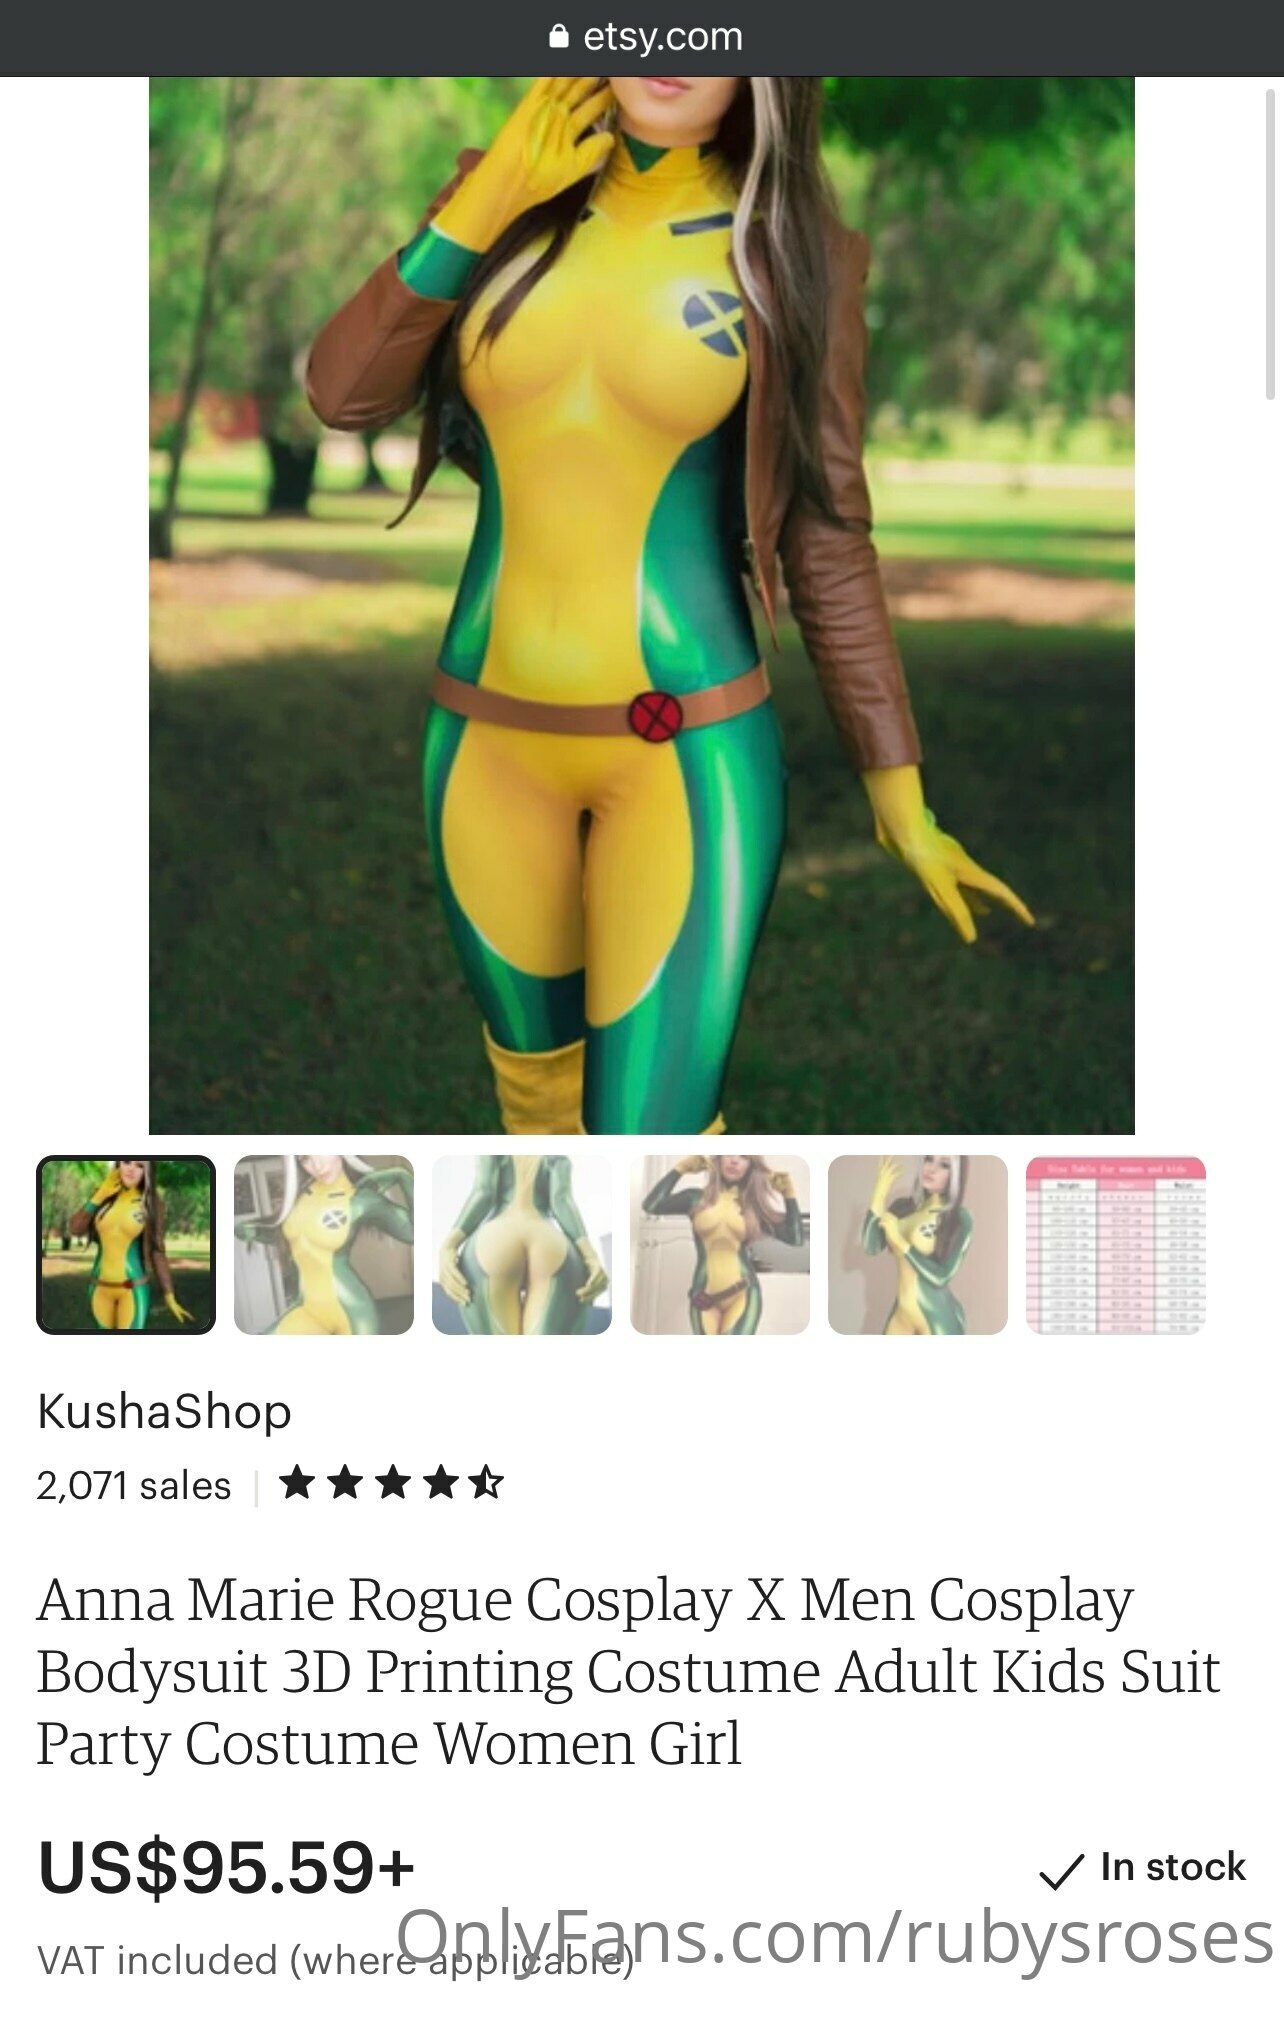 etsy.com
KushaShop
2,071 sales
Anna Marie Rogue Cosplay X Men Cosplay
Bodysuit 3D Printing Costume Adult Kids Suit
Party Costume Women Girl
US$95.59+
In stock
VAT included (where applicable)
OnlyFans.com/rubysroses